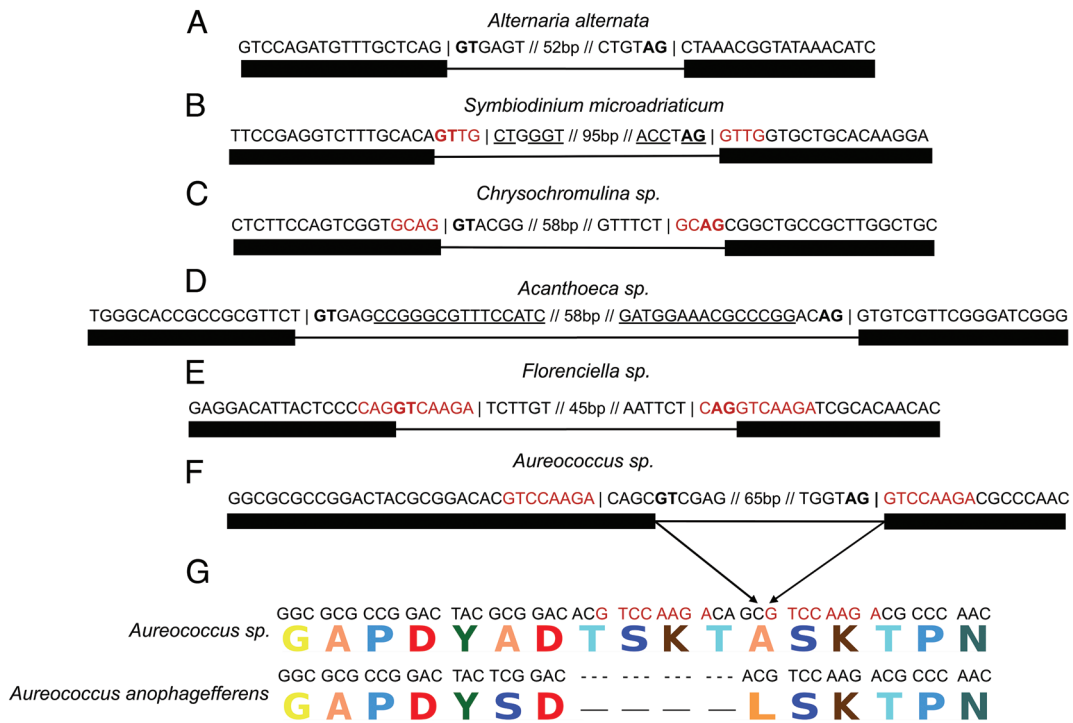 A
Alternaria alternata
GTCCAGATGTTTGCTCAG | GTGAGT // 52bp // CTGTAG | CTAAACGGTATAAACATC
B
Symbiodinium microadriaticum
TTCCGAGGTCTTTGCACAGTTG | CTGGGT // 95bp // ACCTAG | GTTGGTGCTGCACAAGGA
C
Chrysochromulina sp.
CTCTTCCAGTCGGTGCAG | GTACGG // 58bp // GTTTCT | GCAGCGGCTGCCGCTTGGCTGC
D
Acanthoeca sp.
TGGGCACCGCCGCGTTCT | GTGAGCCGGGCGTTTCCATC // 58bp // GATGGAAACGCCCGGACAG | GTGTCGTTCGGGATCGGG
E
Florenciella sp.
GAGGACATTACTCCCCAGGTCAAGA | TCTTGT // 45bp // AATTCT | CAGGTCAAGATCGCACAACAC
F
Aureococcus sp.
GGCGCGCCGGACTACGCGGACACGTCCAAGA | CAGCGTCGAG // 65bp // TGGTAG | GTCCAAGACGCCCAAC
G
GGC GCG CCG GAC TAC GCG GAC ACG TCC AAG ACA GCG TCC AAG ACG CCC AAC
Aureococcus sp. G A P D Y A D T S K T A S K T P N
GGC GCG CCG GAC TAC TCG GAC --- --- --- --- ACG TCC AAG ACG CCC AAC
Aureococcus anophagefferens G A P D Y S D — — — — L S K T P N